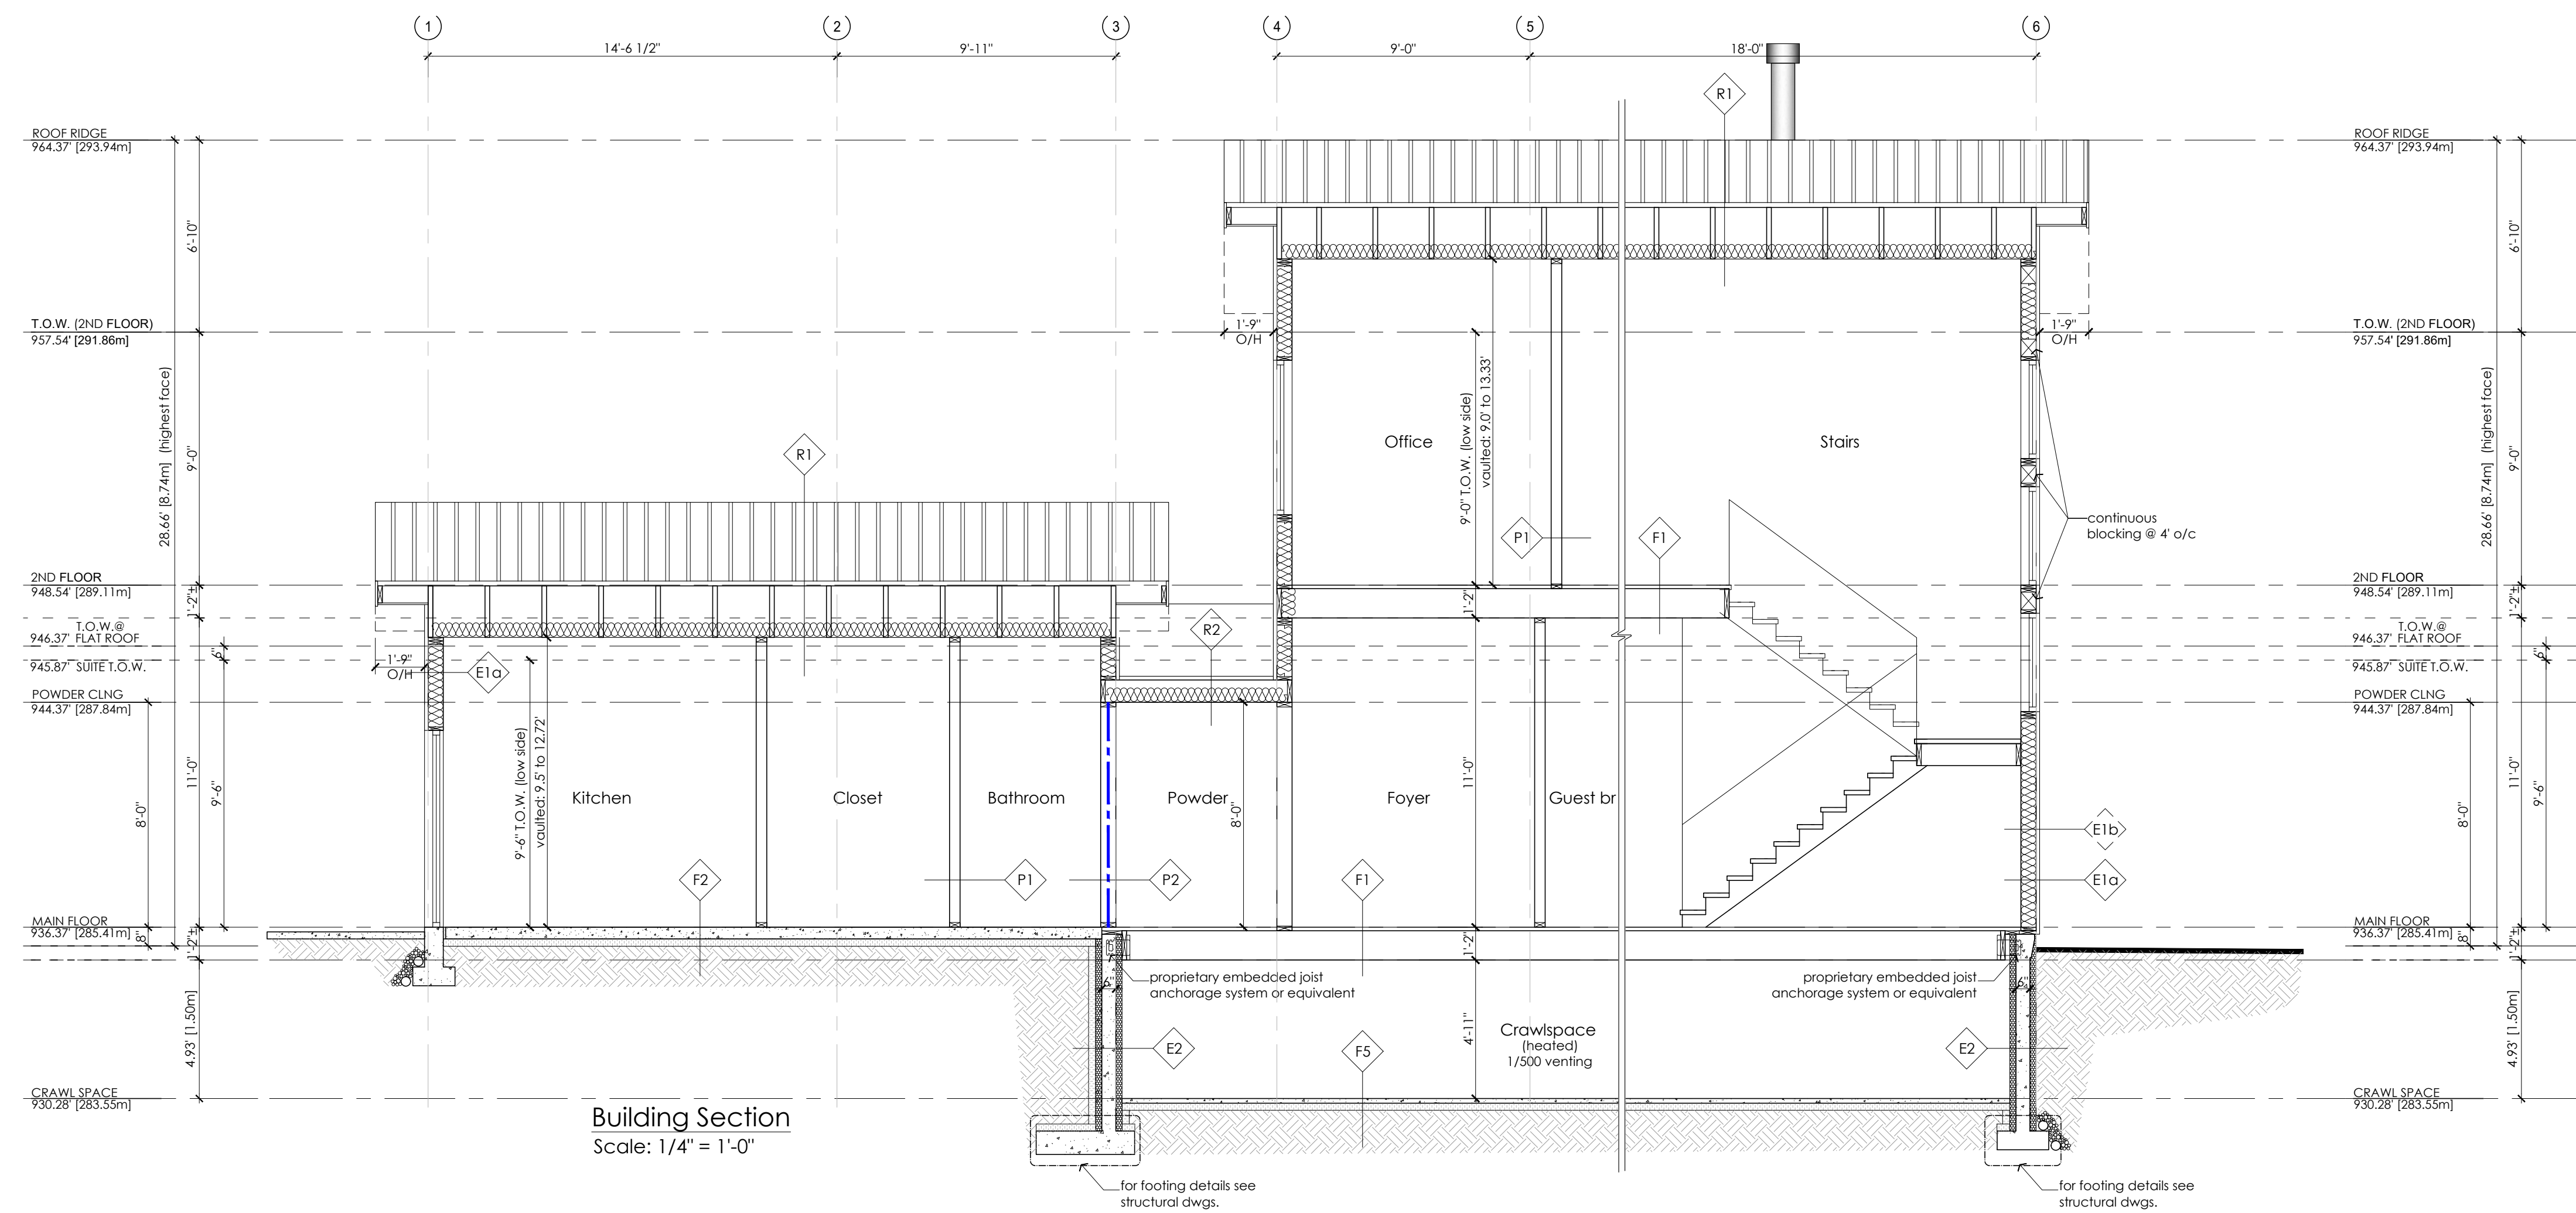 1
2
3
4
5
6
14'-6 1/2"
9'-11"
9'-0"
18'-0"
R1
ROOF RIDGE
964.37' [293.94m]
ROOF RIDGE
964.37' [293.94m]
6'-10"
6'-10"
T.O.W. (2ND FLOOR)
957.54' [291.86m]
1'-9"
O/H
1'-9"
O/H
T.O.W. (2ND FLOOR)
957.54' [291.86m]
28.66' [8.74m] (highest face)
9'-0"
9'-0" T.O.W. (low side)
vaulted: 9.0' to 13.33'
28.66' [8.74m] (highest face)
9'-0"
Office
Stairs
R1
continuous
blocking @ 4' o/c
P1
F1
2ND FLOOR
948.54' [289.11m]
1'-2"±
1'-2"
2ND FLOOR
948.54' [289.11m]
1'-2"±
T.O.W.@
946.37' FLAT ROOF
6"
945.87' SUITE T.O.W.
R2
T.O.W.@
946.37' FLAT ROOF
6"
945.87' SUITE T.O.W.
1'-9"
O/H
E1a
POWDER CLNG
944.37' [287.84m]
POWDER CLNG
944.37' [287.84m]
8'-0"
11'-0"
9'-6"
9'-6" T.O.W. (low side)
vaulted: 9.5' to 12.72'
Kitchen
Closet
Bathroom
Powder
8'-0"
Foyer
11'-0"
Guest br
8'-0"
11'-0"
9'-6"
E1b
F2
P1
P2
F1
E1a
MAIN FLOOR
936.37' [285.41m]
8"
1'-2"±
1'-2"
MAIN FLOOR
936.37' [285.41m]
8"
1'-2"±
proprietary embedded joist
anchorage system or equivalent
6"
proprietary embedded joist
anchorage system or equivalent
6"
4.93' [1.50m]
4'-11"
4.93' [1.50m]
E2
F5
Crawlspace
(heated)
1/500 venting
E2
CRAWL SPACE
930.28' [283.55m]
CRAWL SPACE
930.28' [283.55m]
Building Section
Scale: 1/4" = 1'-0"
for footing details see
structural dwgs.
for footing details see
structural dwgs.